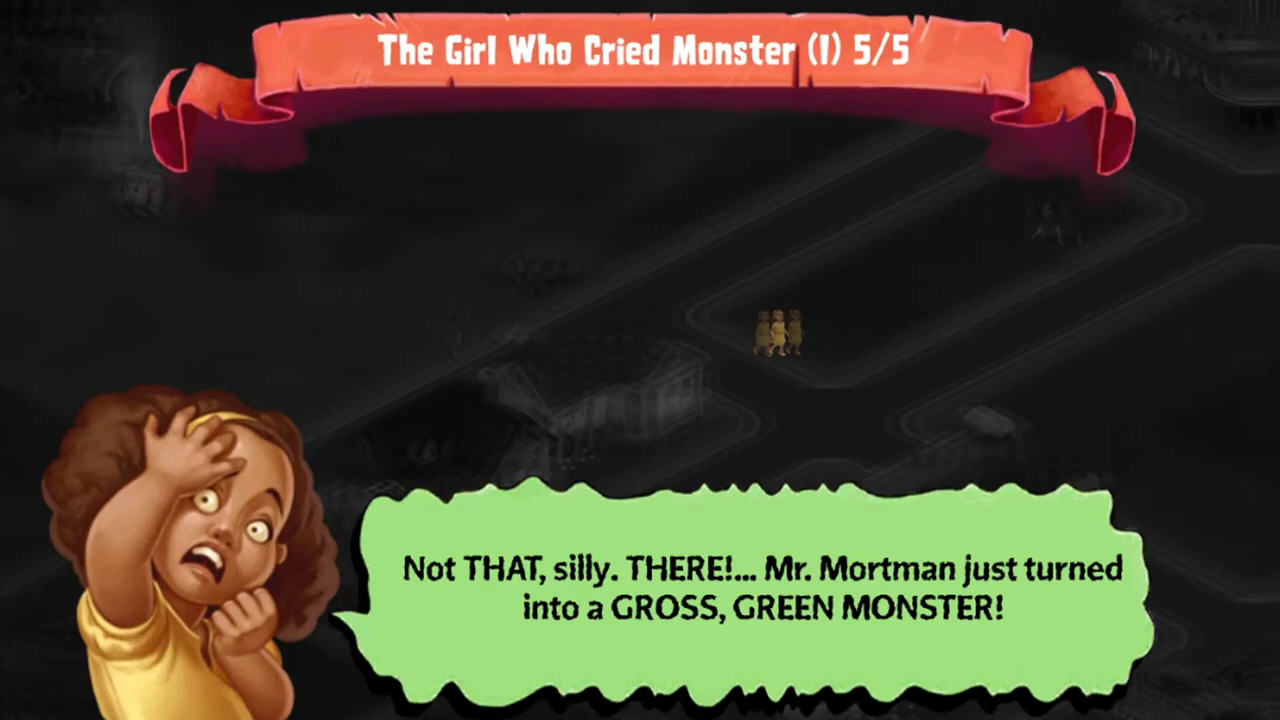 The Girl Who Cried Monster (1) 5/5
Not THAT, silly. THERE!... Mr. Mortman just turned
into a GROSS, GREEN MONSTER!